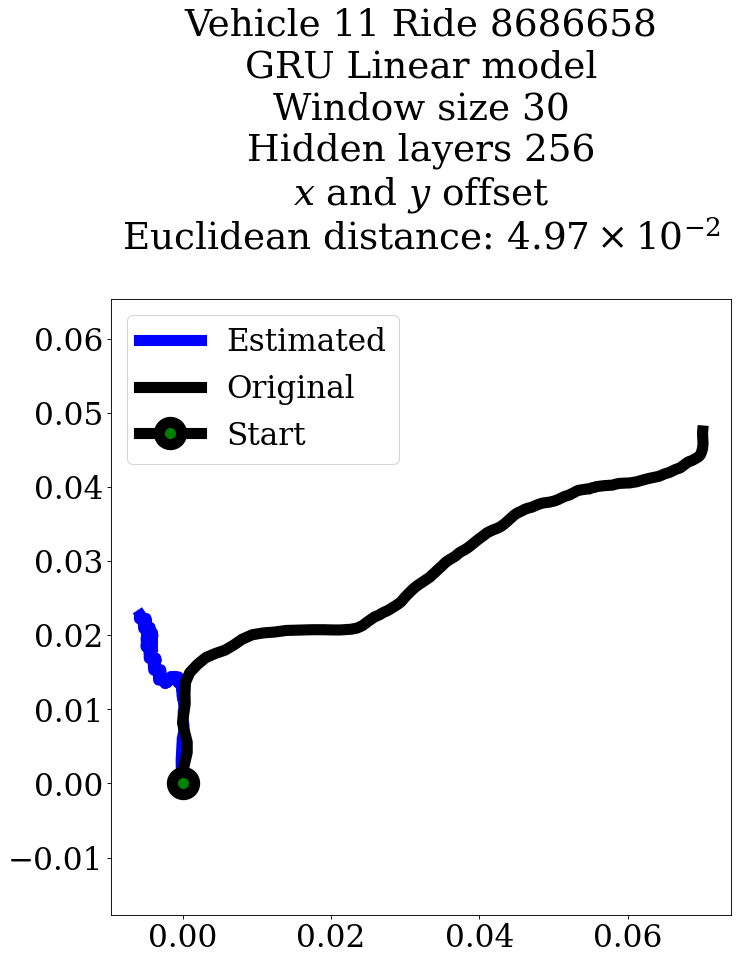 Vehicle 11 Ride 8686658
GRU Linear model
Window size 30
Hidden layers 256
x and y offset
Euclidean distance: 4.97 × 10⁻²
Estimated
Original
Start
0.06
0.05
0.04
0.03
0.02
0.01
0.00
−0.01
0.00 0.02 0.04 0.06